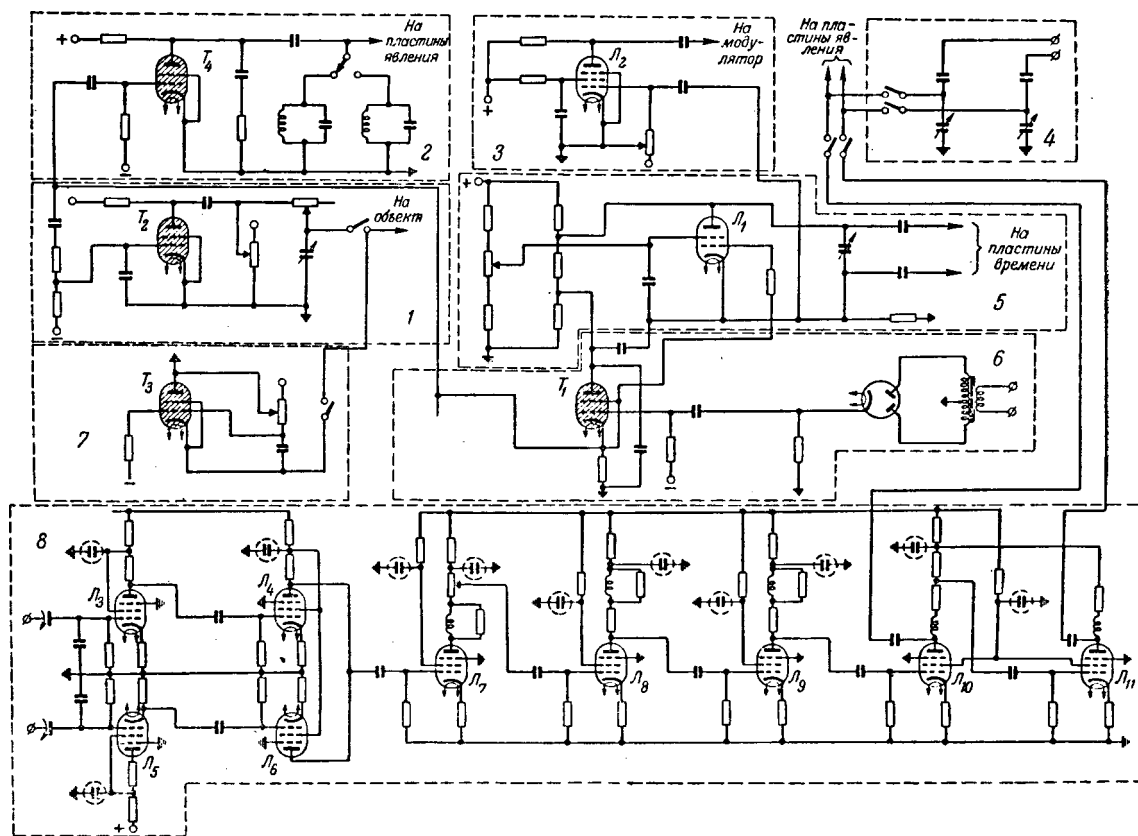 +
T4
На
пластины
явления
2
T2
На
объект
1
T3
7
На
моду-
лятор
Л2
+
3
На пла-
стины яв-
ления
4
+
Л1
На
пластины
времени
5
6
T1
8
Л3
Л4
Л5
Л6
+
Л7
Л8
Л9
Л10
Л11